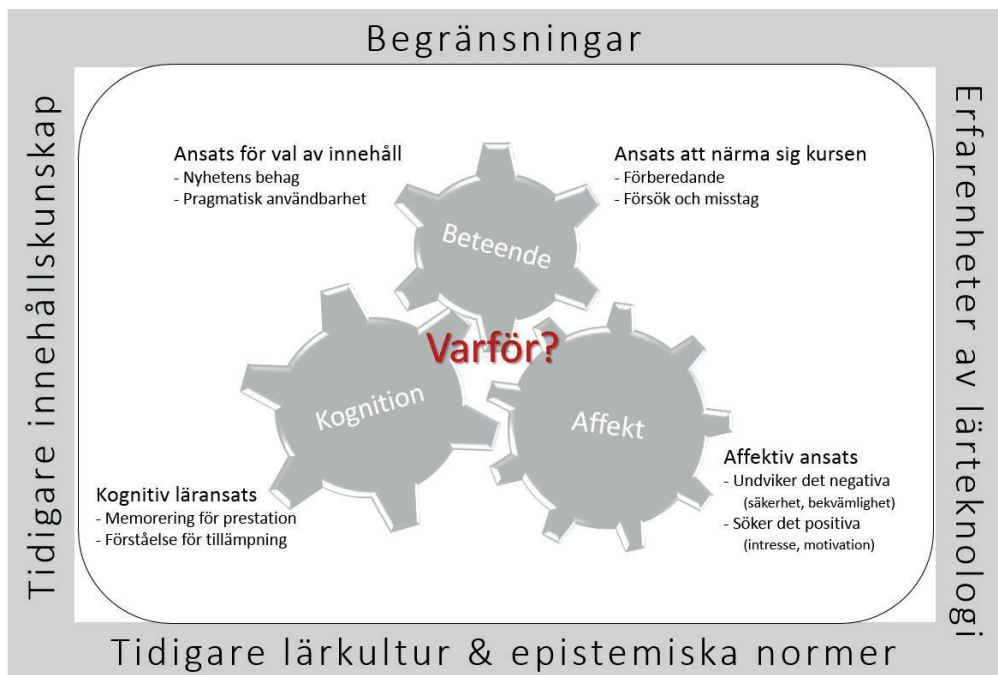 Begränsningar
Tidigare innehållskunskap
Erfarenheter av lärteknologi
Ansats för val av innehåll
- Nyhetens behag
- Pragmatisk användbarhet
Ansats att närma sig kursen
- Förberedande
- Försök och misstag
Beteende
Varför?
Kognition
Affekt
Kognitiv läransats
- Memorering för prestation
- Förståelse för tillämpning
Affektiv ansats
- Undviker det negativa
(säkerhet, bekvämlighet)
- Söker det positiva
(intresse, motivation)
Tidigare lärkultur & epistemiska normer